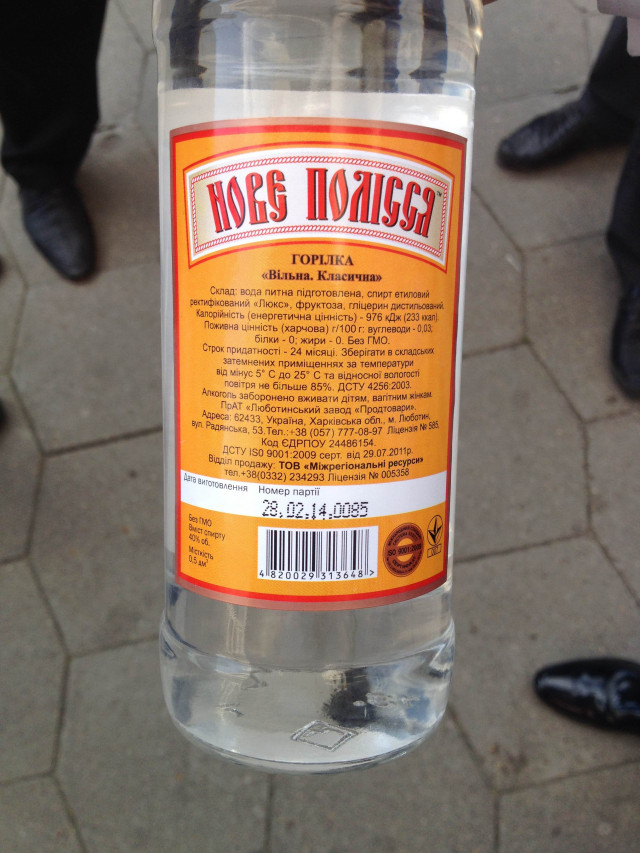 НОВЕ ПОЛІССЯ™
ГОРІЛКА
«Вільна. Класична»
Склад: вода питна підготовлена, спирт етиловий
ректифікований «Люкс», фруктоза, гліцерин дистильований.
Калорійність (енергетична цінність) - 976 кДж (233 ккал).
Поживна цінність (харчова) г/100 г: вуглеводи - 0,03;
білки - 0; жири - 0. Без ГМО.
Строк придатності - 24 місяці. Зберігати в складських
затемнених приміщеннях за температури
від мінус 5° С до 25° С та відносної вологості
повітря не більше 85%. ДСТУ 4256:2003.
Алкоголь заборонено вживати дітям, вагітним жінкам.
ПрАТ «Люботинський завод «Продтовари».
Адреса: 62433, Україна, Харківська обл., м. Люботин,
вул. Радянська, 53.Тел.:+38 (057) 777-08-97 Ліцензія № 585,
Код ЄДРПОУ 24486154.
ДСТУ IS0 9001:2009 серт. від 29.07.2011р.
Відділ продажу: ТОВ «Міжрегіональні ресурси»
тел.+38(0332) 234293 Ліцензія № 005358
Дата виготовлення Номер партії
28.02.14.0085
Без ГМО
Вміст спирту
40% об.
Місткість
0,5 дм³
4 820029 313648 >
ISO 9001:2009